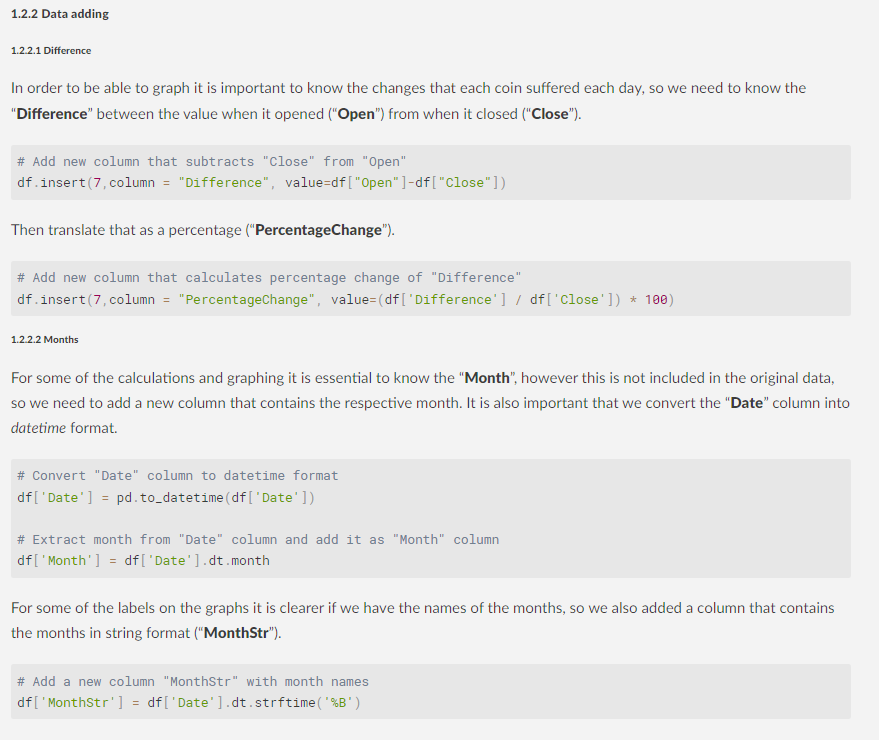 1.2.2 Data adding
1.2.2.1 Difference
In order to be able to graph it is important to know the changes that each coin suffered each day, so we need to know the
“Difference” between the value when it opened (“Open”) from when it closed (“Close”).
# Add new column that subtracts "Close" from "Open"
df.insert(7,column = "Difference", value=df["Open"]-df["Close"])
Then translate that as a percentage (“PercentageChange”).
# Add new column that calculates percentage change of "Difference"
df.insert(7,column = "PercentageChange", value=(df['Difference'] / df['Close']) * 100)
1.2.2.2 Months
For some of the calculations and graphing it is essential to know the “Month”, however this is not included in the original data,
so we need to add a new column that contains the respective month. It is also important that we convert the “Date” column into
datetime format.
# Convert "Date" column to datetime format
df['Date'] = pd.to_datetime(df['Date'])
# Extract month from "Date" column and add it as "Month" column
df['Month'] = df['Date'].dt.month
For some of the labels on the graphs it is clearer if we have the names of the months, so we also added a column that contains
the months in string format (“MonthStr”).
# Add a new column "MonthStr" with month names
df['MonthStr'] = df['Date'].dt.strftime('%B')